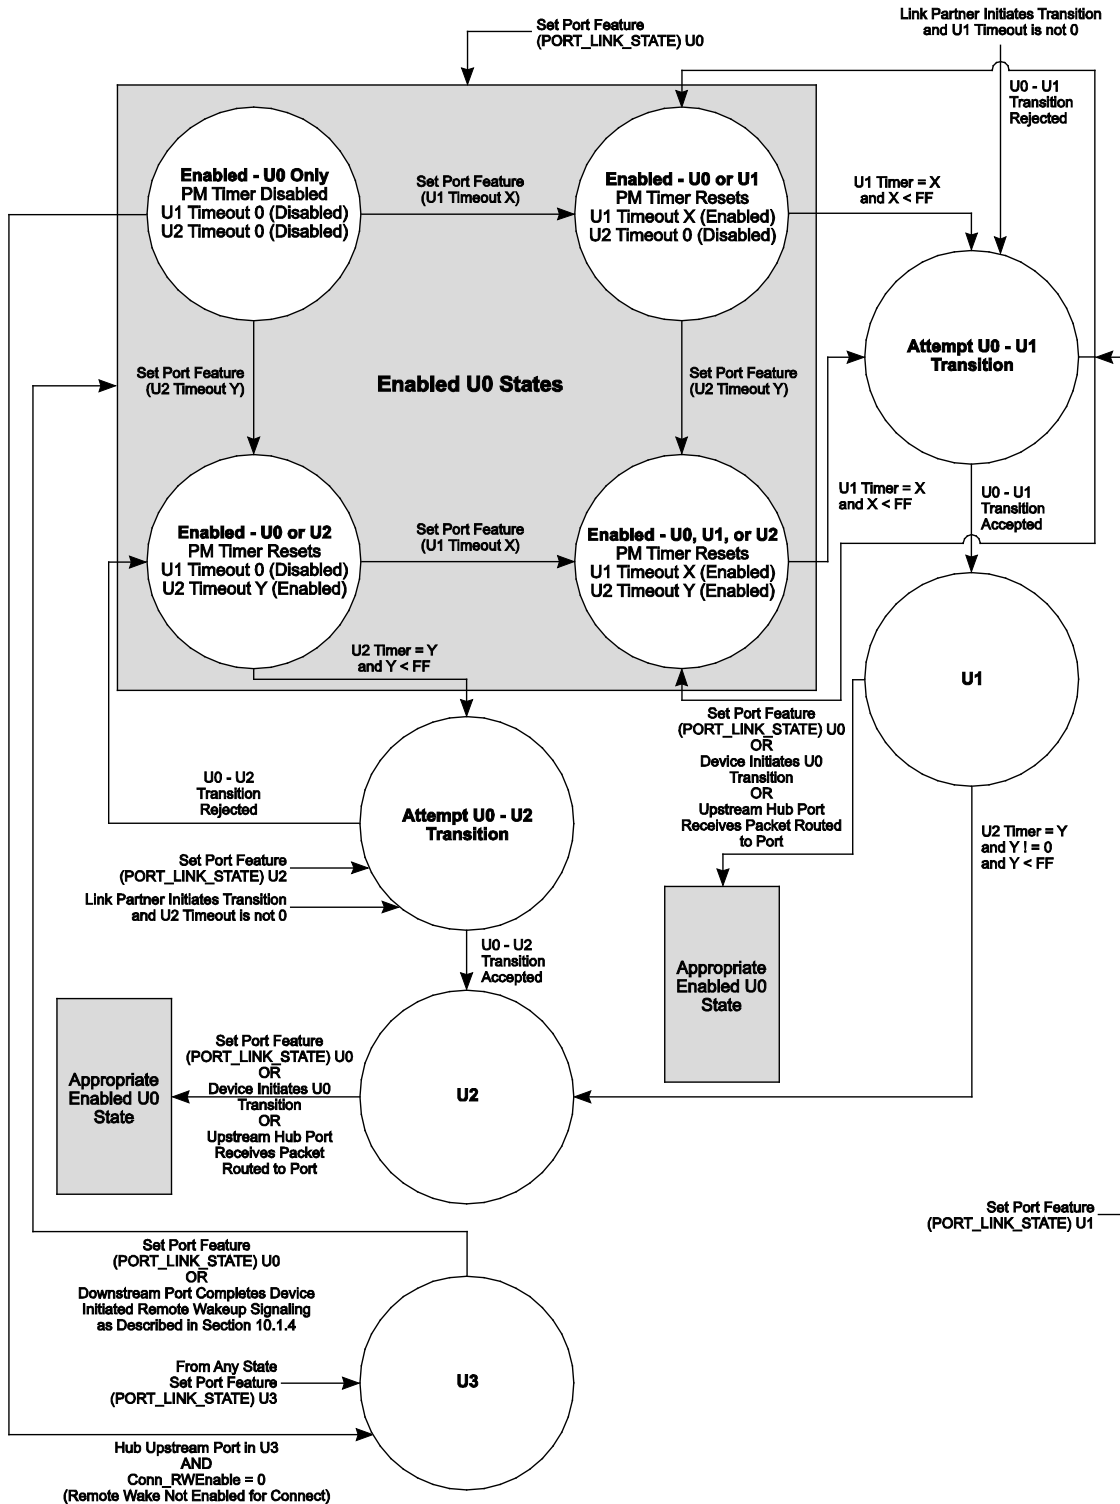 Set Port Feature
(PORT_LINK_STATE) U0
Link Partner Initiates Transition
and U1 Timeout is not 0
U0 - U1
Transition
Rejected
Enabled - U0 Only
PM Timer Disabled
U1 Timeout 0 (Disabled)
U2 Timeout 0 (Disabled)
Set Port Feature
(U1 Timeout X)
Enabled - U0 or U1
PM Timer Resets
U1 Timeout X (Enabled)
U2 Timeout 0 (Disabled)
U1 Timer = X
and X < FF
Set Port Feature
(U2 Timeout Y)
Enabled U0 States
Set Port Feature
(U2 Timeout Y)
Attempt U0 - U1
Transition
U1 Timer = X
and X < FF
U0 - U1
Transition
Accepted
Enabled - U0 or U2
PM Timer Resets
U1 Timeout 0 (Disabled)
U2 Timeout Y (Enabled)
Set Port Feature
(U1 Timeout X)
Enabled - U0, U1, or U2
PM Timer Resets
U1 Timeout X (Enabled)
U2 Timeout Y (Enabled)
U2 Timer = Y
and Y < FF
U1
Set Port Feature
(PORT_LINK_STATE) U0
OR
Device Initiates U0
Transition
OR
Upstream Hub Port
Receives Packet Routed
to Port
U0 - U2
Transition
Rejected
Attempt U0 - U2
Transition
U2 Timer = Y
and Y ! = 0
and Y < FF
Set Port Feature
(PORT_LINK_STATE) U2
Link Partner Initiates Transition
and U2 Timeout is not 0
U0 - U2
Transition
Accepted
Appropriate
Enabled U0
State
Appropriate
Enabled U0
State
Set Port Feature
(PORT_LINK_STATE) U0
OR
Device Initiates U0
Transition
OR
Upstream Hub Port
Receives Packet
Routed to Port
U2
Set Port Feature
(PORT_LINK_STATE) U1
Set Port Feature
(PORT_LINK_STATE) U0
OR
Downstream Port Completes Device
Initiated Remote Wakeup Signaling
as Described in Section 10.1.4
From Any State
Set Port Feature
(PORT_LINK_STATE) U3
U3
Hub Upstream Port in U3
AND
Conn_RWEnable = 0
(Remote Wake Not Enabled for Connect)